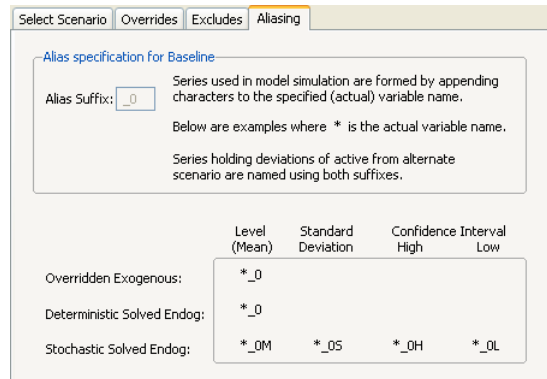 Select Scenario Overrides Excludes Aliasing
Alias specification for Baseline
Alias Suffix: _0
Series used in model simulation are formed by appending
characters to the specified (actual) variable name.
Below are examples where * is the actual variable name.
Series holding deviations of active from alternate
scenario are named using both suffixes.
Level Standard Confidence Interval
(Mean) Deviation High Low
Overridden Exogenous: *_0
Deterministic Solved Endog: *_0
Stochastic Solved Endog: *_0M *_0S *_0H *_0L